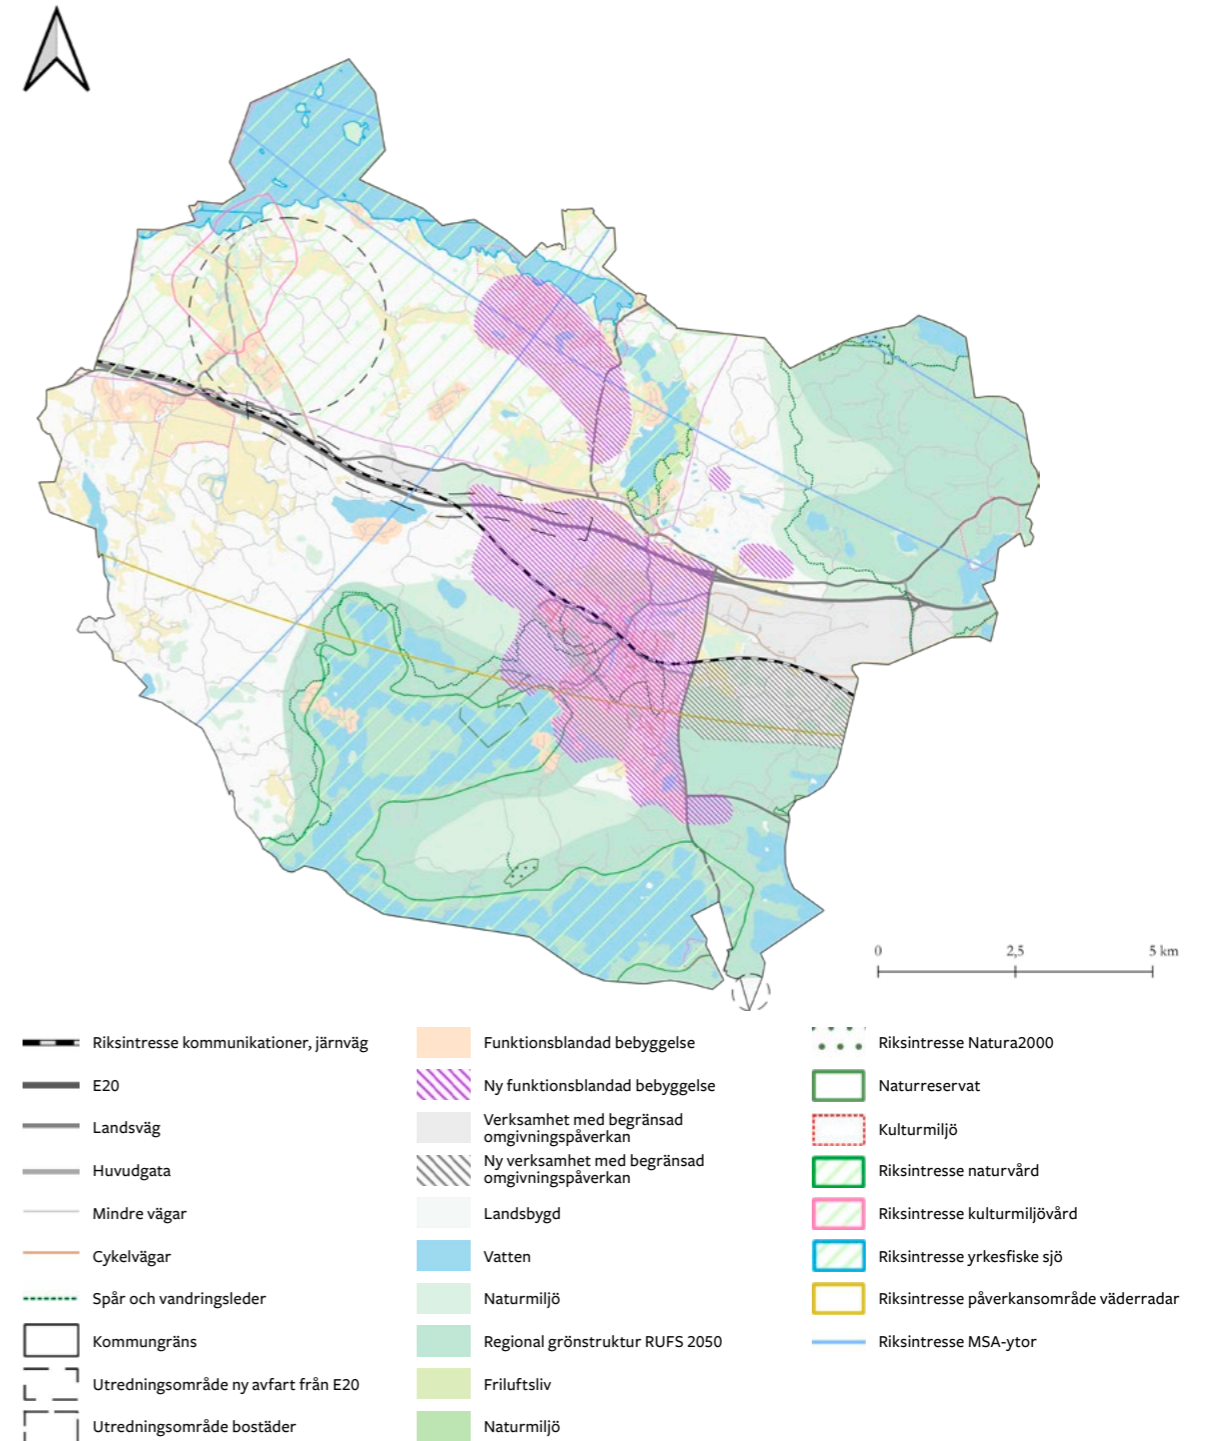 0 2,5 5 km
Riksintresse kommunikationer, järnväg
E20
Landsväg
Huvudgata
Mindre vägar
Cykelvägar
Spår och vandringsleder
Kommungräns
Utredningsområde ny avfart från E20
Utredningsområde bostäder
Funktionsblandad bebyggelse
Ny funktionsblandad bebyggelse
Verksamhet med begränsad
omgivningspåverkan
Ny verksamhet med begränsad
omgivningspåverkan
Landsbygd
Vatten
Naturmiljö
Regional grönstruktur RUFS 2050
Friluftsliv
Naturmiljö
Riksintresse Natura2000
Naturreservat
Kulturmiljö
Riksintresse naturvård
Riksintresse kulturmiljövård
Riksintresse yrkesfiske sjö
Riksintresse påverkansområde väderradar
Riksintresse MSA-ytor